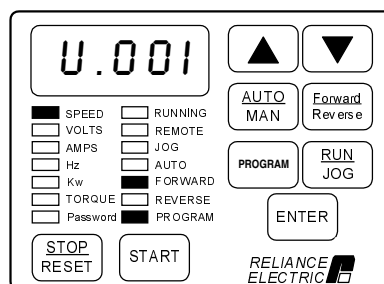 U.001
SPEED
VOLTS
AMPS
Hz
Kw
TORQUE
Password
RUNNING
REMOTE
JOG
AUTO
FORWARD
REVERSE
PROGRAM
AUTO
MAN
Forward
Reverse
PROGRAM
RUN
JOG
ENTER
STOP
RESET
START
RELIANCE
ELECTRIC